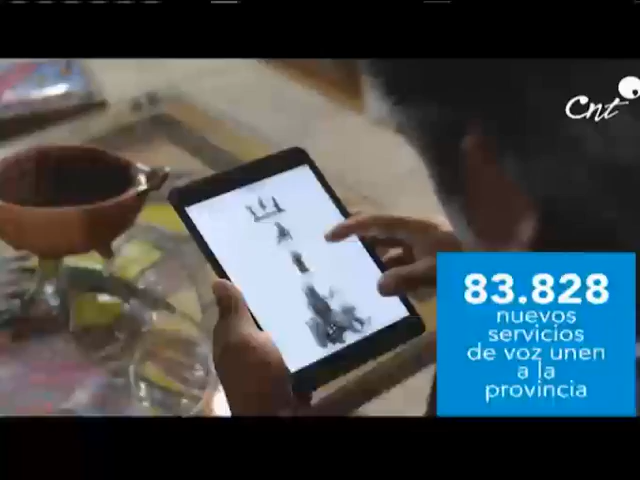 Cnt
83.828
nuevos
servicios
de voz unen
a la
provincia